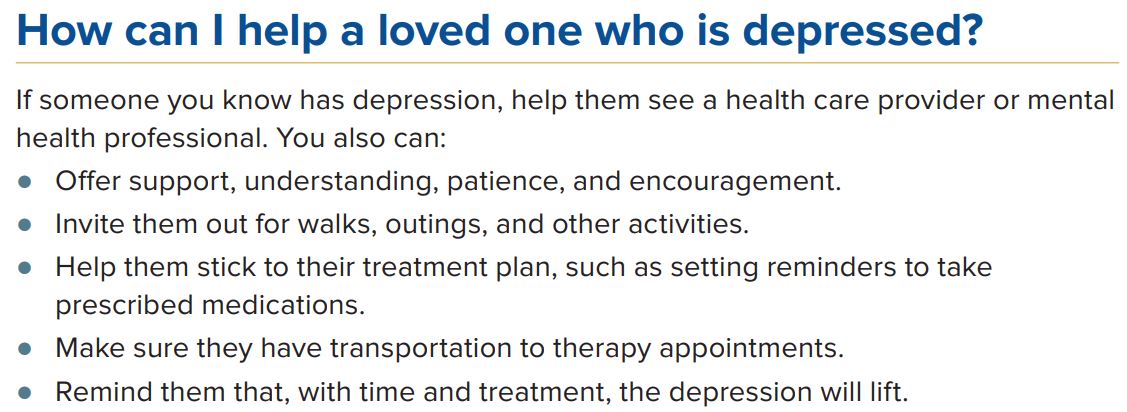 How can I help a loved one who is depressed?
If someone you know has depression, help them see a health care provider or mental
health professional. You also can:
● Offer support, understanding, patience, and encouragement.
● Invite them out for walks, outings, and other activities.
● Help them stick to their treatment plan, such as setting reminders to take
prescribed medications.
● Make sure they have transportation to therapy appointments.
● Remind them that, with time and treatment, the depression will lift.